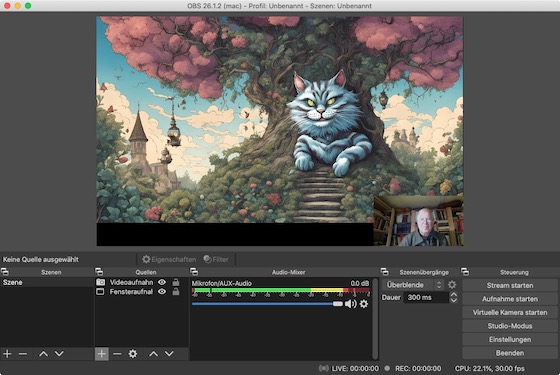 OBS 26.1.2 (mac) - Profil: Unbenannt - Szenen: Unbenannt
Keine Quelle ausgewählt
Eigenschaften
Filter
Szenen
Quellen
Audio-Mixer
Szenenübergänge
Steuerung
Szene
Videoaufnahn
Fensteraufnal
Mikrofon/AUX-Audio
0.0 dB
Überblende
Dauer
300 ms
Stream starten
Aufnahme starten
Virtuelle Kamera starten
Studio-Modus
Einstellungen
Beenden
LIVE: 00:00:00
REC: 00:00:00
CPU: 22.1%, 30.00 fps